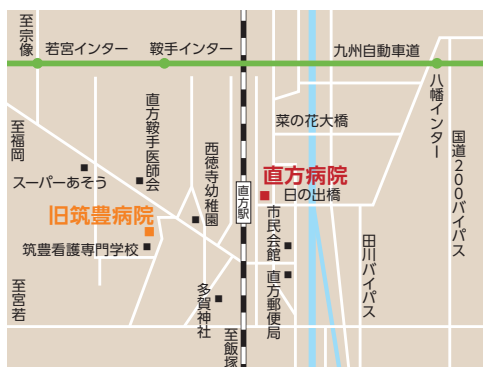 至宗像
若宮インター
鞍手インター
九州自動車道
八幡インター
国道200バイパス
菜の花大橋
至福岡
直方鞍手医師会
スーパーあそう
西徳寺幼稚園
直方駅
直方病院
日の出橋
旧筑豊病院
筑豊看護専門学校
市民会館
直方郵便局
田川バイパス
至宮若
多賀神社
至飯塚